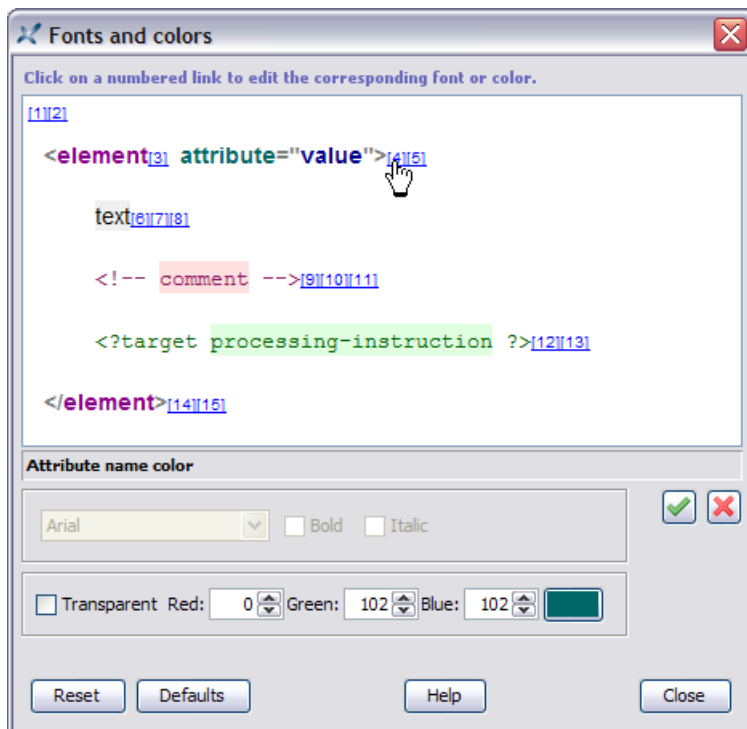 Fonts and colors
Click on a numbered link to edit the corresponding font or color.
[1][2]
<element[3] attribute="value">[4][5]
text[6][7][8]
<!-- comment -->[9][10][11]
<?target processing-instruction ?>[12][13]
</element>[14][15]
Attribute name color
Arial Bold Italic
Transparent Red: 0 Green: 102 Blue: 102
Reset Defaults Help Close